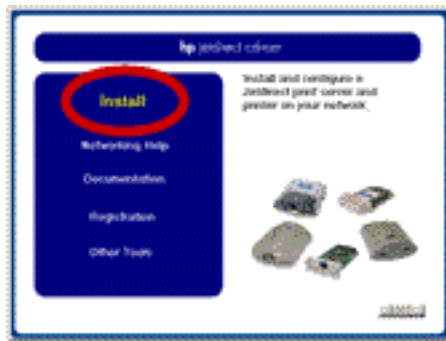 hp jetdirect cd-rom
Install
Install and configure a
Jetdirect print server and
printer on your network.
Networking Help
Documentation
Registration
Other Tools